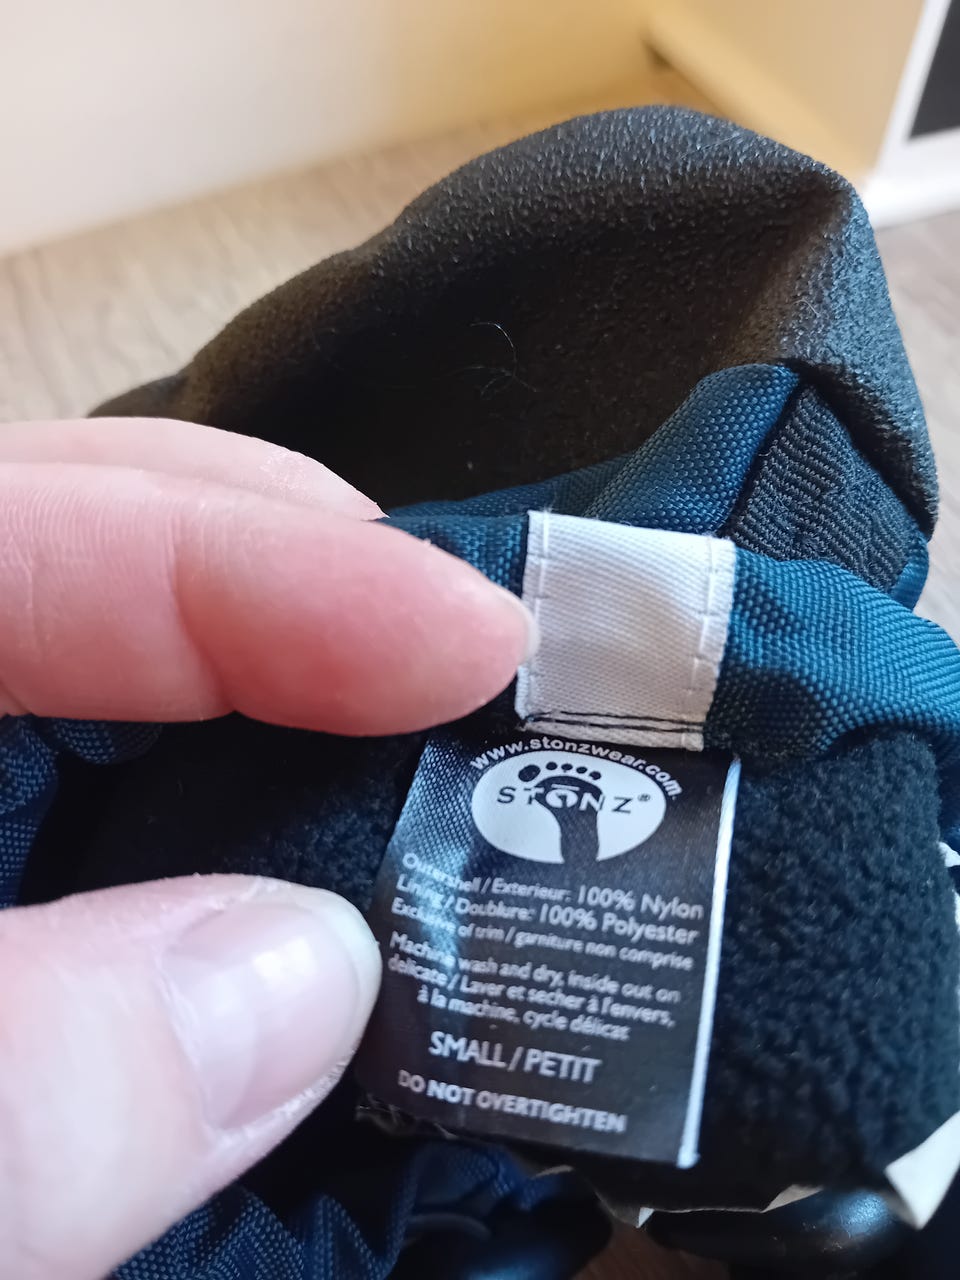 www.stonzwear.com
STŌNZ®
Outershell / Exterieur: 100% Nylon
Lining / Doublure: 100% Polyester
Exclusive of trim / garniture non comprise
Machine wash and dry, inside out on
delicate / Laver et secher à l'envers,
à la machine, cycle délicat
SMALL / PETIT
DO NOT OVERTIGHTEN